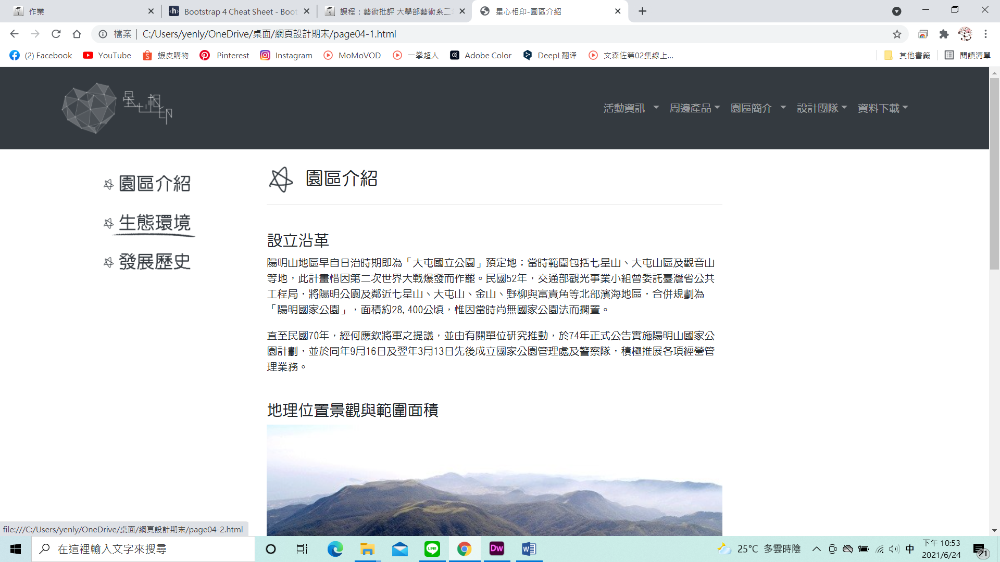 作業
Bootstrap 4 Cheat Sheet - Boot
課程：藝術批評 大學部藝術系二
星心相印-園區介紹
檔案
C:/Users/yenly/OneDrive/桌面/網頁設計期末/page04-1.html
(2) Facebook
YouTube
蝦皮購物
Pinterest
Instagram
MoMoVOD
一拳超人
Adobe Color
DeepL翻译
文森佐第02集線上...
其他書籤
閱讀清單
星心相印
活動資訊
周邊產品
園區簡介
設計團隊
資料下載
園區介紹
生態環境
發展歷史
園區介紹
設立沿革
陽明山地區早自日治時期即為「大屯國立公園」預定地；當時範圍包括七星山、大屯山區及觀音山
等地，此計畫惜因第二次世界大戰爆發而作罷。民國52年，交通部觀光事業小組曾委託臺灣省公共
工程局，將陽明公園及鄰近七星山、大屯山、金山、野柳與富貴角等北部濱海地區，合併規劃為
「陽明國家公園」，面積約28,400公頃，惟因當時尚無國家公園法而擱置。
直至民國70年，經何應欽將軍之提議，並由有關單位研究推動，於74年正式公告實施陽明山國家公
園計劃，並於同年9月16日及翌年3月13日先後成立國家公園管理處及警察隊，積極推展各項經營管
理業務。
地理位置景觀與範圍面積
file:///C:/Users/yenly/OneDrive/桌面/網頁設計期末/page04-2.html
在這裡輸入文字來搜尋
LINE
Dw
W
25°C 多雲時陰
中
下午 10:53
2021/6/24
21